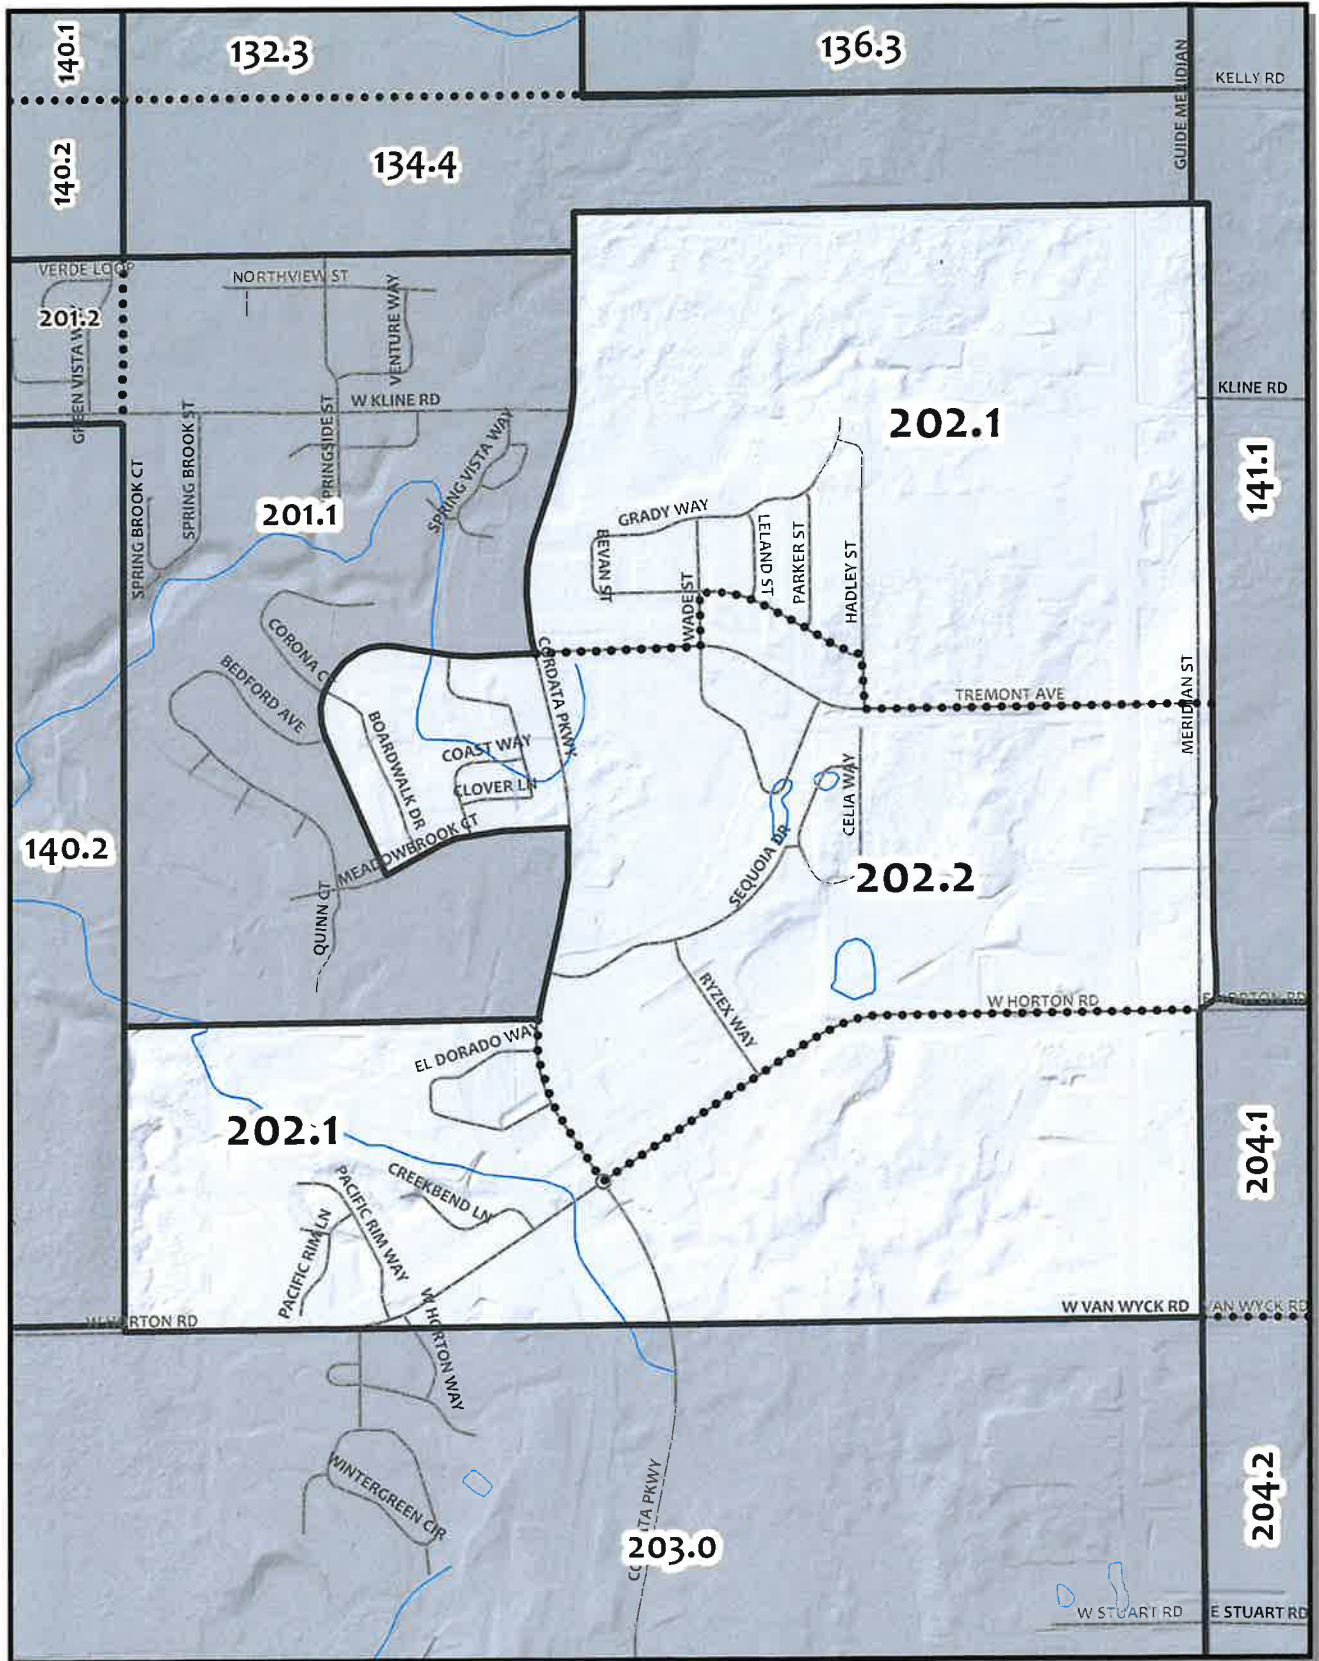 140.1
132.3
136.3
GUIDE MERIDIAN
KELLY RD
140.2
134.4
VERDE LOOP
NORTHVIEW ST
201.2
VENTURE WAY
KLINE RD
W KLINE RD
202.1
141.1
SPRING BROOK CT
SPRING BROOK ST
SPRING VISTA WAY
201.1
GRADY WAY
BEVAN ST
LELAND ST
PARKER ST
HADLEY ST
WADE ST
CORONA C
BEDFORD AVE
CORDATA PKWY
TREMONT AVE
MERIDIAN ST
BOARDWALK DR
COAST WAY
CLOVER LN
CELIA WAY
140.2
MEADOWBROOK CT
SEQUOIA DR
202.2
QUINN CT
RYZEX WAY
W HORTON RD
EL DORADO WAY
202.1
204.1
CREEKBEND LN
PACIFIC RIM WAY
PACIFIC RIM LN
W VAN WYCK RD
AN WYCK RD
W HORTON RD
W HORTON WAY
WINTERGREEN CIR
204.2
203.0
W STUART RD
E STUART RD